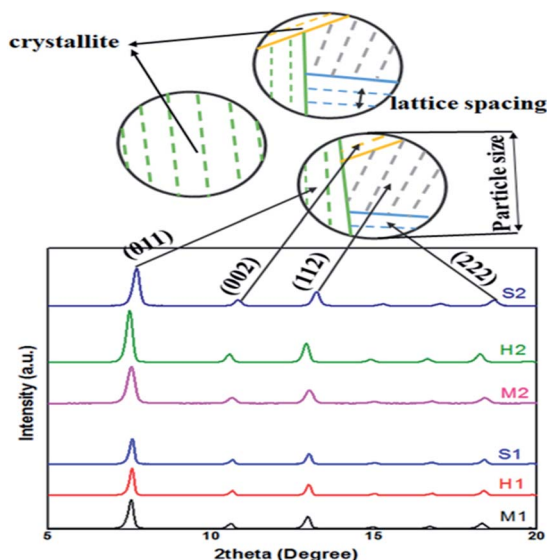 crystallite
lattice spacing
Particle size
(011)
(002)
(112)
(222)
S2
H2
M2
S1
H1
M1
Intensity (a.u.)
5 10 15 20
2theta (Degree)